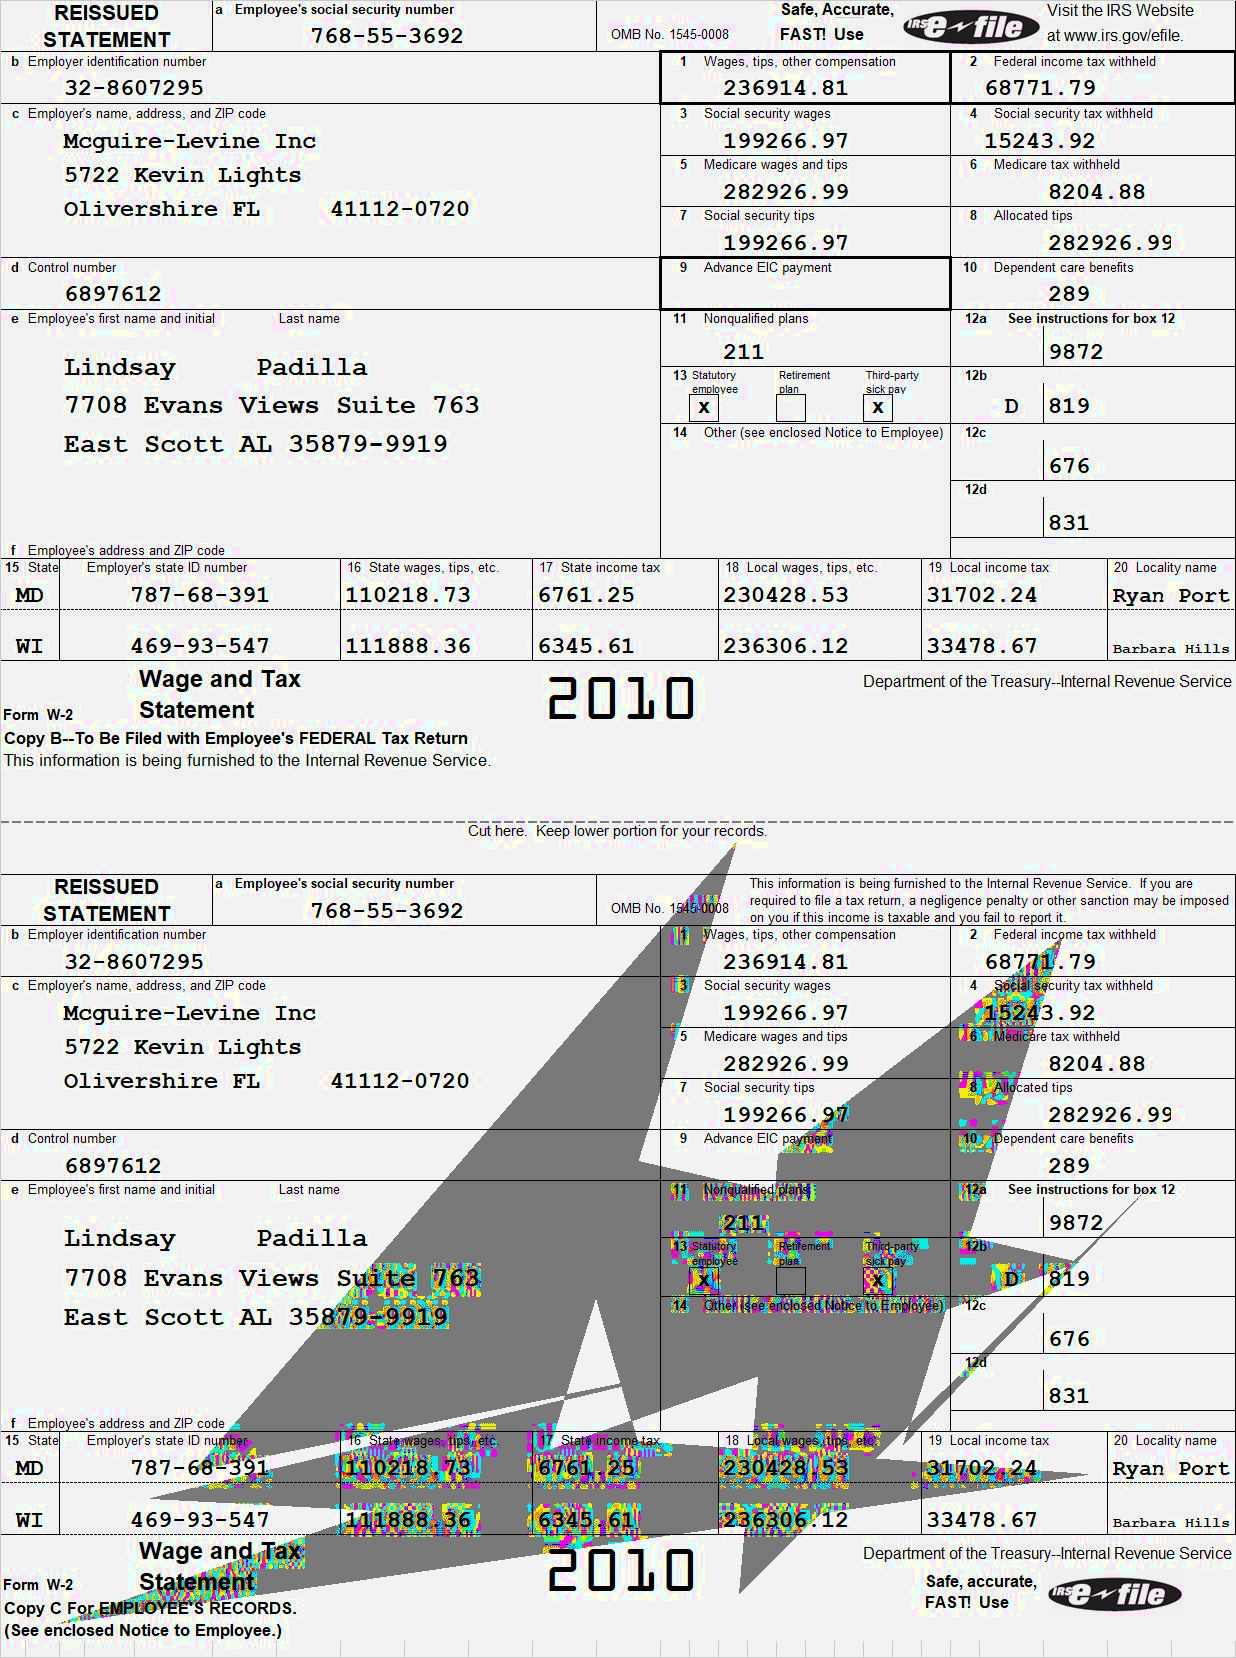 REISSUED STATEMENT
a Employee's social security number
768-55-3692
OMB No. 1545-0008
Safe, Accurate, FAST! Use
IRS e-file
Visit the IRS Website at www.irs.gov/efile.
b Employer identification number
32-8607295
1 Wages, tips, other compensation
236914.81
2 Federal income tax withheld
68771.79
c Employer's name, address, and ZIP code
Mcguire-Levine Inc
5722 Kevin Lights
Olivershire FL 41112-0720
3 Social security wages
199266.97
4 Social security tax withheld
15243.92
5 Medicare wages and tips
282926.99
6 Medicare tax withheld
8204.88
7 Social security tips
199266.97
8 Allocated tips
282926.99
d Control number
6897612
9 Advance EIC payment
10 Dependent care benefits
289
e Employee's first name and initial Last name
Lindsay Padilla
7708 Evans Views Suite 763
East Scott AL 35879-9919
11 Nonqualified plans
211
12a See instructions for box 12
9872
13 Statutory employee Retirement plan Third-party sick pay
X X
12b
D 819
14 Other (see enclosed Notice to Employee)
12c
676
12d
831
f Employee's address and ZIP code
15 State Employer's state ID number 16 State wages, tips, etc. 17 State income tax 18 Local wages, tips, etc. 19 Local income tax 20 Locality name
MD 787-68-391 110218.73 6761.25 230428.53 31702.24 Ryan Port
WI 469-93-547 111888.36 6345.61 236306.12 33478.67 Barbara Hills
Form W-2 Wage and Tax Statement
2010
Department of the Treasury--Internal Revenue Service
Copy B--To Be Filed with Employee's FEDERAL Tax Return
This information is being furnished to the Internal Revenue Service.
Cut here. Keep lower portion for your records.
REISSUED STATEMENT
a Employee's social security number
768-55-3692
OMB No. 1545-0008
This information is being furnished to the Internal Revenue Service. If you are
required to file a tax return, a negligence penalty or other sanction may be imposed
on you if this income is taxable and you fail to report it.
b Employer identification number
32-8607295
1 Wages, tips, other compensation
236914.81
2 Federal income tax withheld
68771.79
c Employer's name, address, and ZIP code
Mcguire-Levine Inc
5722 Kevin Lights
Olivershire FL 41112-0720
3 Social security wages
199266.97
4 Social security tax withheld
15243.92
5 Medicare wages and tips
282926.99
6 Medicare tax withheld
8204.88
7 Social security tips
199266.97
8 Allocated tips
282926.99
d Control number
6897612
9 Advance EIC payment
10 Dependent care benefits
289
e Employee's first name and initial Last name
Lindsay Padilla
7708 Evans Views Suite 763
East Scott AL 35879-9919
11 Nonqualified plans
211
12a See instructions for box 12
9872
13 Statutory employee Retirement plan Third-party sick pay
X X
12b
D 819
14 Other (see enclosed Notice to Employee)
12c
676
12d
831
f Employee's address and ZIP code
15 State Employer's state ID number 16 State wages, tips, etc. 17 State income tax 18 Local wages, tips, etc. 19 Local income tax 20 Locality name
MD 787-68-391 110218.73 6761.25 230428.53 31702.24 Ryan Port
WI 469-93-547 111888.36 6345.61 236306.12 33478.67 Barbara Hills
Form W-2 Wage and Tax Statement
2010
Department of the Treasury--Internal Revenue Service
Safe, accurate, FAST! Use
IRS e-file
Copy C For EMPLOYEE'S RECORDS.
(See enclosed Notice to Employee.)